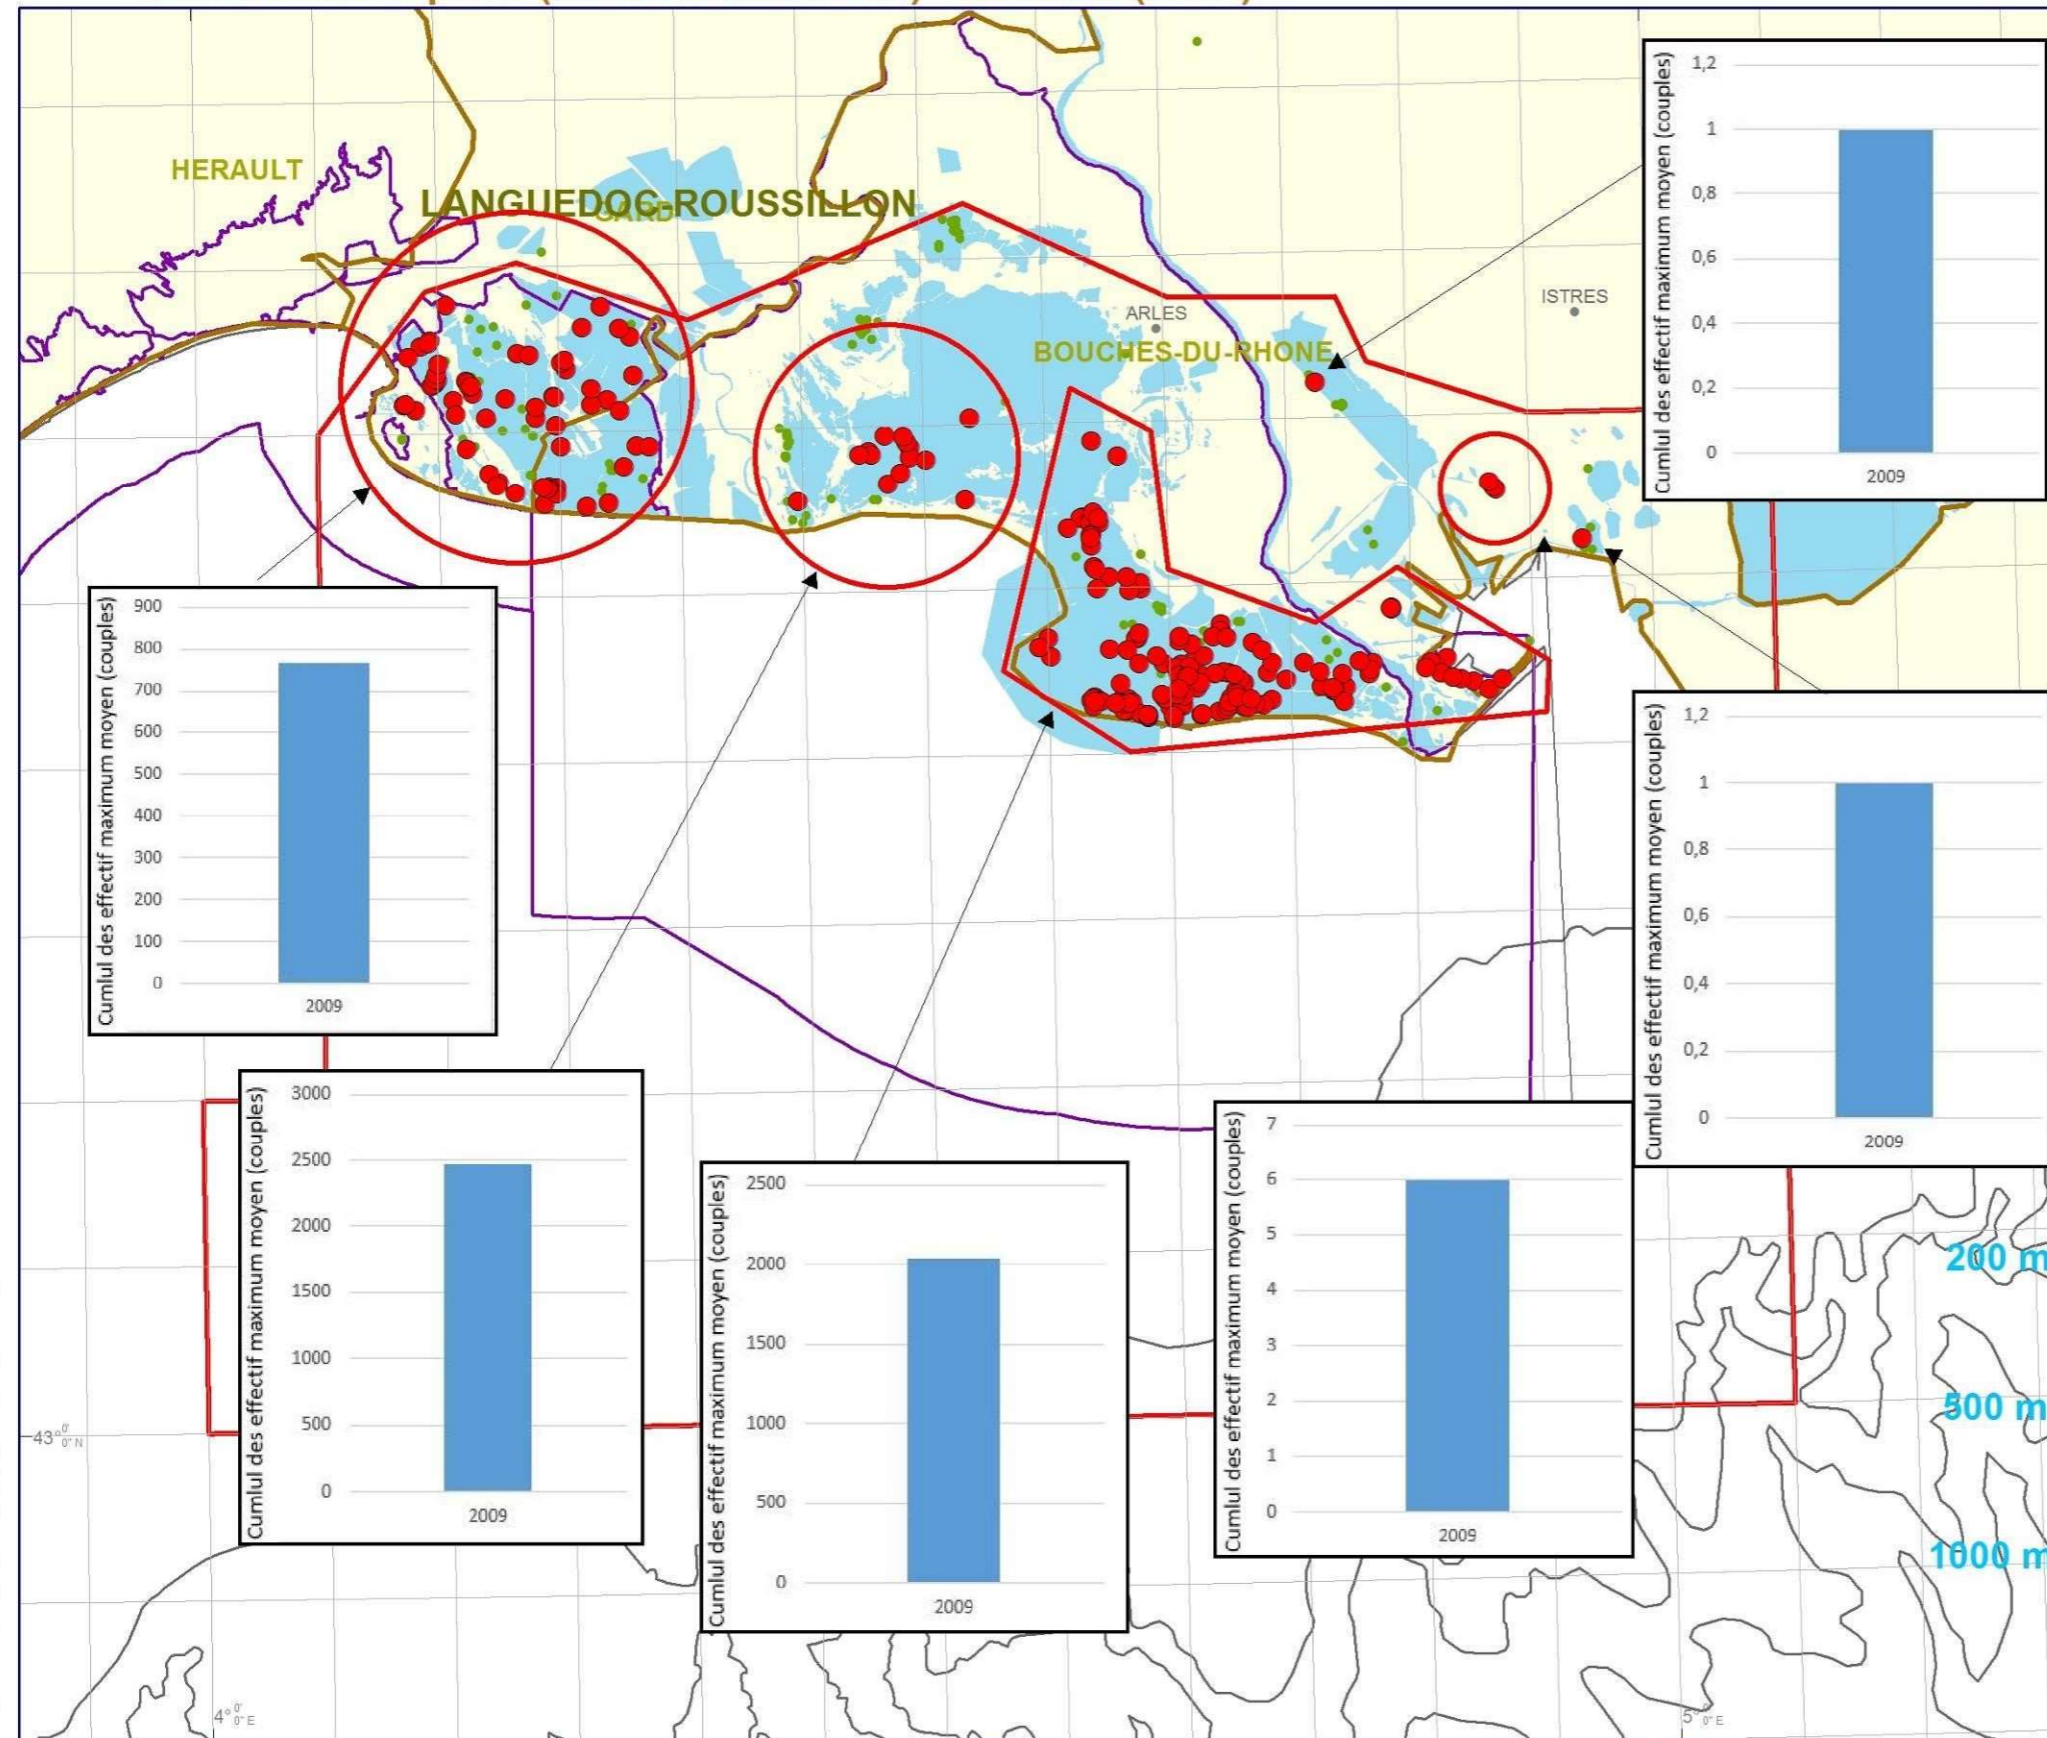 HERAULT
LANGUEDOC-ROUSSILLON
GARD
ARLES
BOUCHES-DU-RHONE
ISTRES
Cumlul des effectif maximum moyen (couples)
1,2
1
0,8
0,6
0,4
0,2
0
2009
Cumlul des effectif maximum moyen (couples)
900
800
700
600
500
400
300
200
100
0
2009
Cumlul des effectif maximum moyen (couples)
1,2
1
0,8
0,6
0,4
0,2
0
2009
Cumlul des effectif maximum moyen (couples)
3000
2500
2000
1500
1000
500
0
2009
Cumlul des effectif maximum moyen (couples)
2500
2000
1500
1000
500
0
2009
Cumlul des effectif maximum moyen (couples)
7
6
5
4
3
2
1
0
2009
200 m
500 m
1000 m
43°0'0"N
4°0'0"E
5°0'0"E